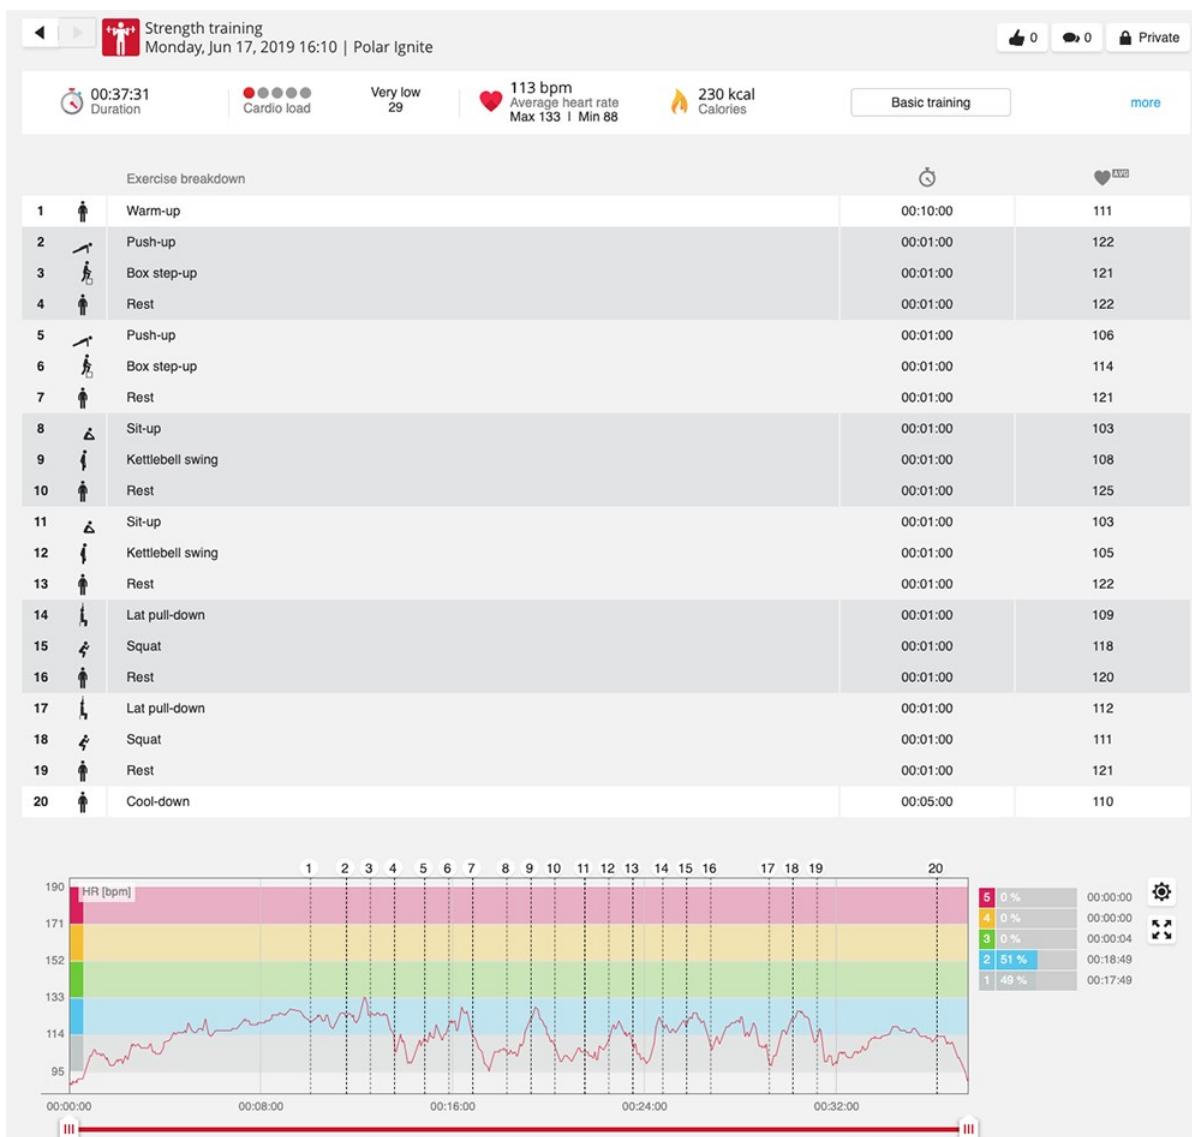 Strength training
Monday, Jun 17, 2019 16:10 | Polar Ignite
0
0
Private
00:37:31
Duration
Cardio load
Very low
29
113 bpm
Average heart rate
Max 133 | Min 88
230 kcal
Calories
Basic training
more
Exercise breakdown AVG
1 Warm-up 00:10:00 111
2 Push-up 00:01:00 122
3 Box step-up 00:01:00 121
4 Rest 00:01:00 122
5 Push-up 00:01:00 106
6 Box step-up 00:01:00 114
7 Rest 00:01:00 121
8 Sit-up 00:01:00 103
9 Kettlebell swing 00:01:00 108
10 Rest 00:01:00 125
11 Sit-up 00:01:00 103
12 Kettlebell swing 00:01:00 105
13 Rest 00:01:00 122
14 Lat pull-down 00:01:00 109
15 Squat 00:01:00 118
16 Rest 00:01:00 120
17 Lat pull-down 00:01:00 112
18 Squat 00:01:00 111
19 Rest 00:01:00 121
20 Cool-down 00:05:00 110
1 2 3 4 5 6 7 8 9 10 11 12 13 14 15 16 17 18 19 20
HR [bpm]
190
171
152
133
114
95
00:00:00 00:08:00 00:16:00 00:24:00 00:32:00
5 0 % 00:00:00
4 0 % 00:00:00
3 0 % 00:00:04
2 51 % 00:18:49
1 49 % 00:17:49